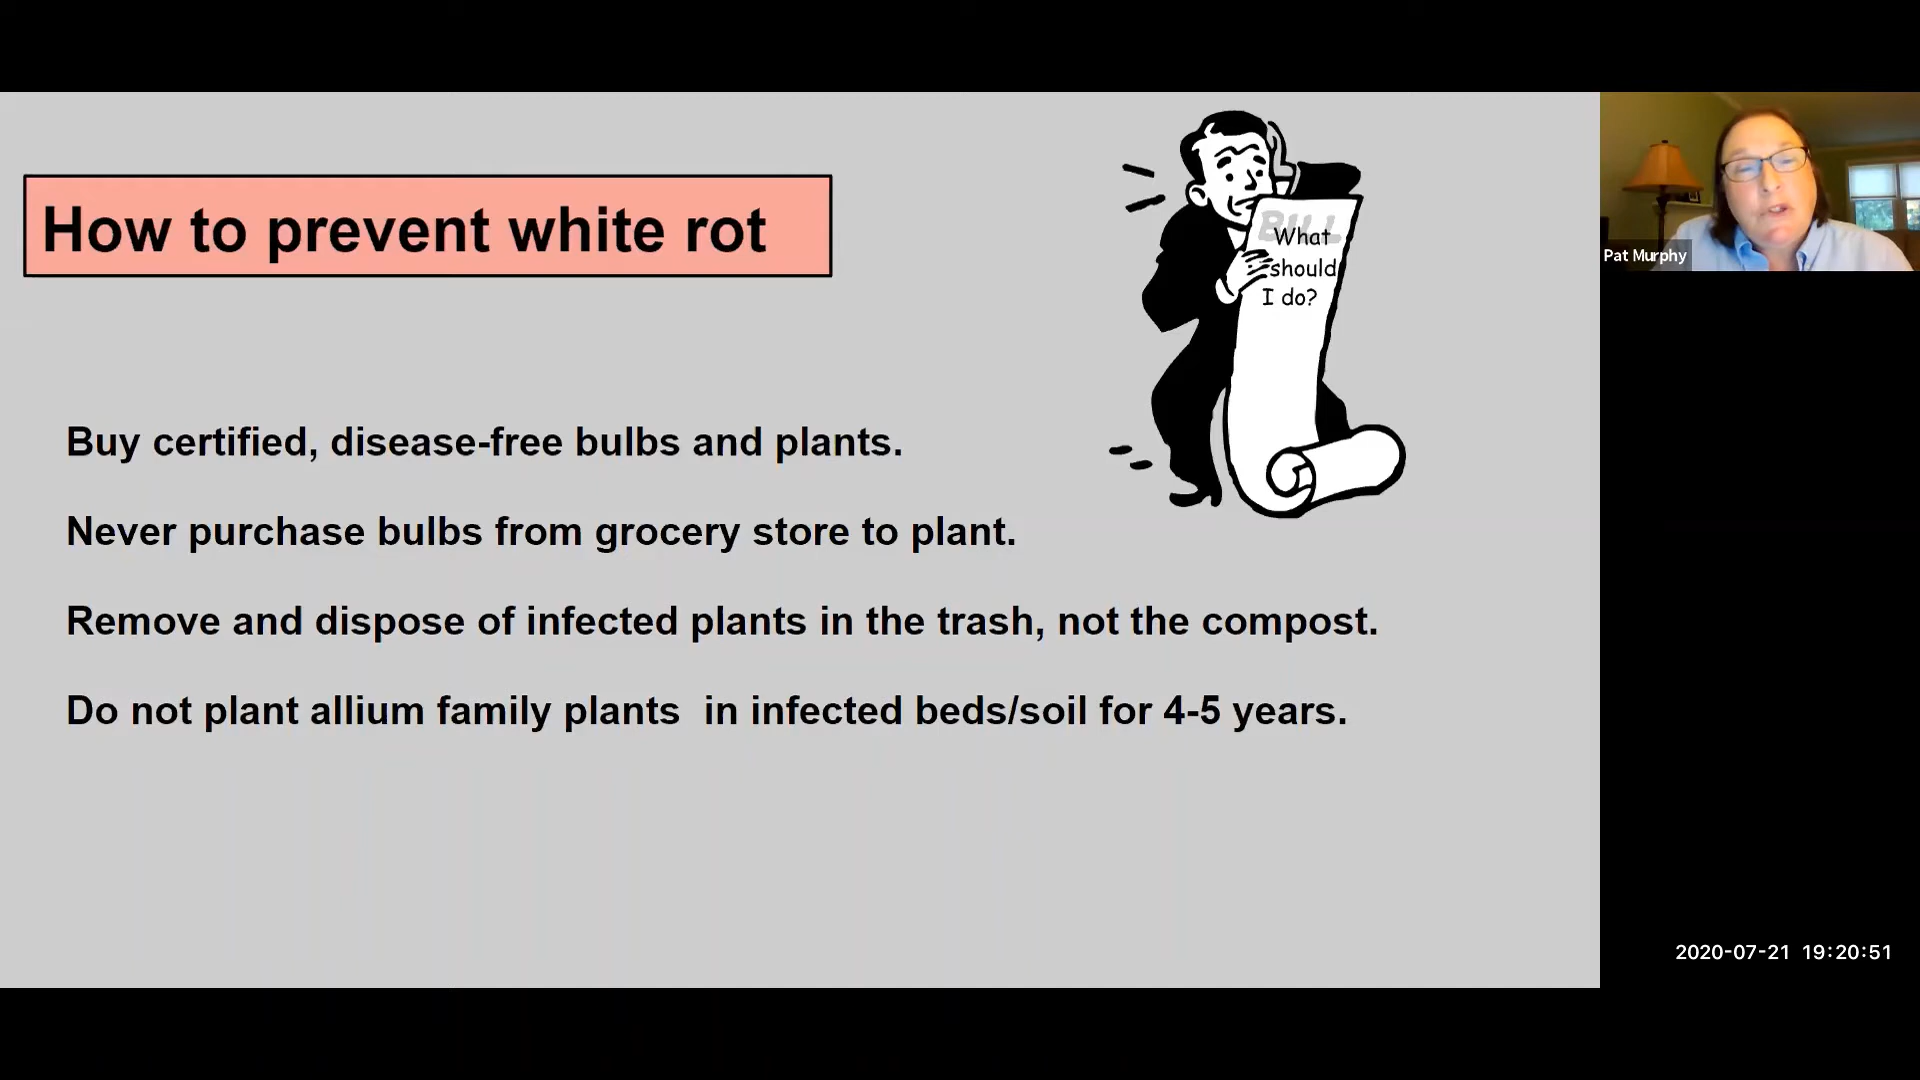 How to prevent white rot
BILL
What
should
I do?
Buy certified, disease-free bulbs and plants.
Never purchase bulbs from grocery store to plant.
Remove and dispose of infected plants in the trash, not the compost.
Do not plant allium family plants  in infected beds/soil for 4-5 years.
Pat Murphy
2020-07-21 19:20:51